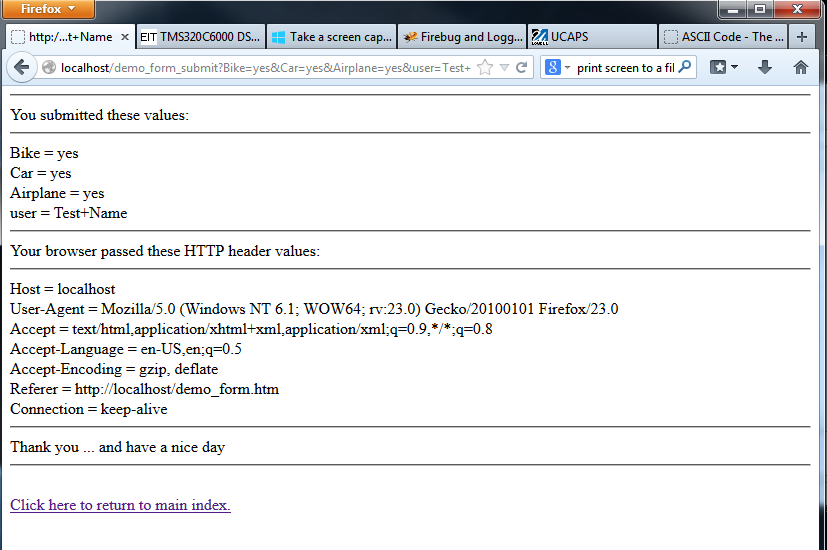 Firefox
http:/...t+Name
EIT TMS320C6000 DS...
Take a screen cap...
Firebug and Logg...
LOWELL UCAPS
ASCII Code - The ...
localhost/demo_form_submit?Bike=yes&Car=yes&Airplane=yes&user=Test+
8 print screen to a fil
You submitted these values:
Bike = yes
Car = yes
Airplane = yes
user = Test+Name
Your browser passed these HTTP header values:
Host = localhost
User-Agent = Mozilla/5.0 (Windows NT 6.1; WOW64; rv:23.0) Gecko/20100101 Firefox/23.0
Accept = text/html,application/xhtml+xml,application/xml;q=0.9,*/*;q=0.8
Accept-Language = en-US,en;q=0.5
Accept-Encoding = gzip, deflate
Referer = http://localhost/demo_form.htm
Connection = keep-alive
Thank you ... and have a nice day
Click here to return to main index.